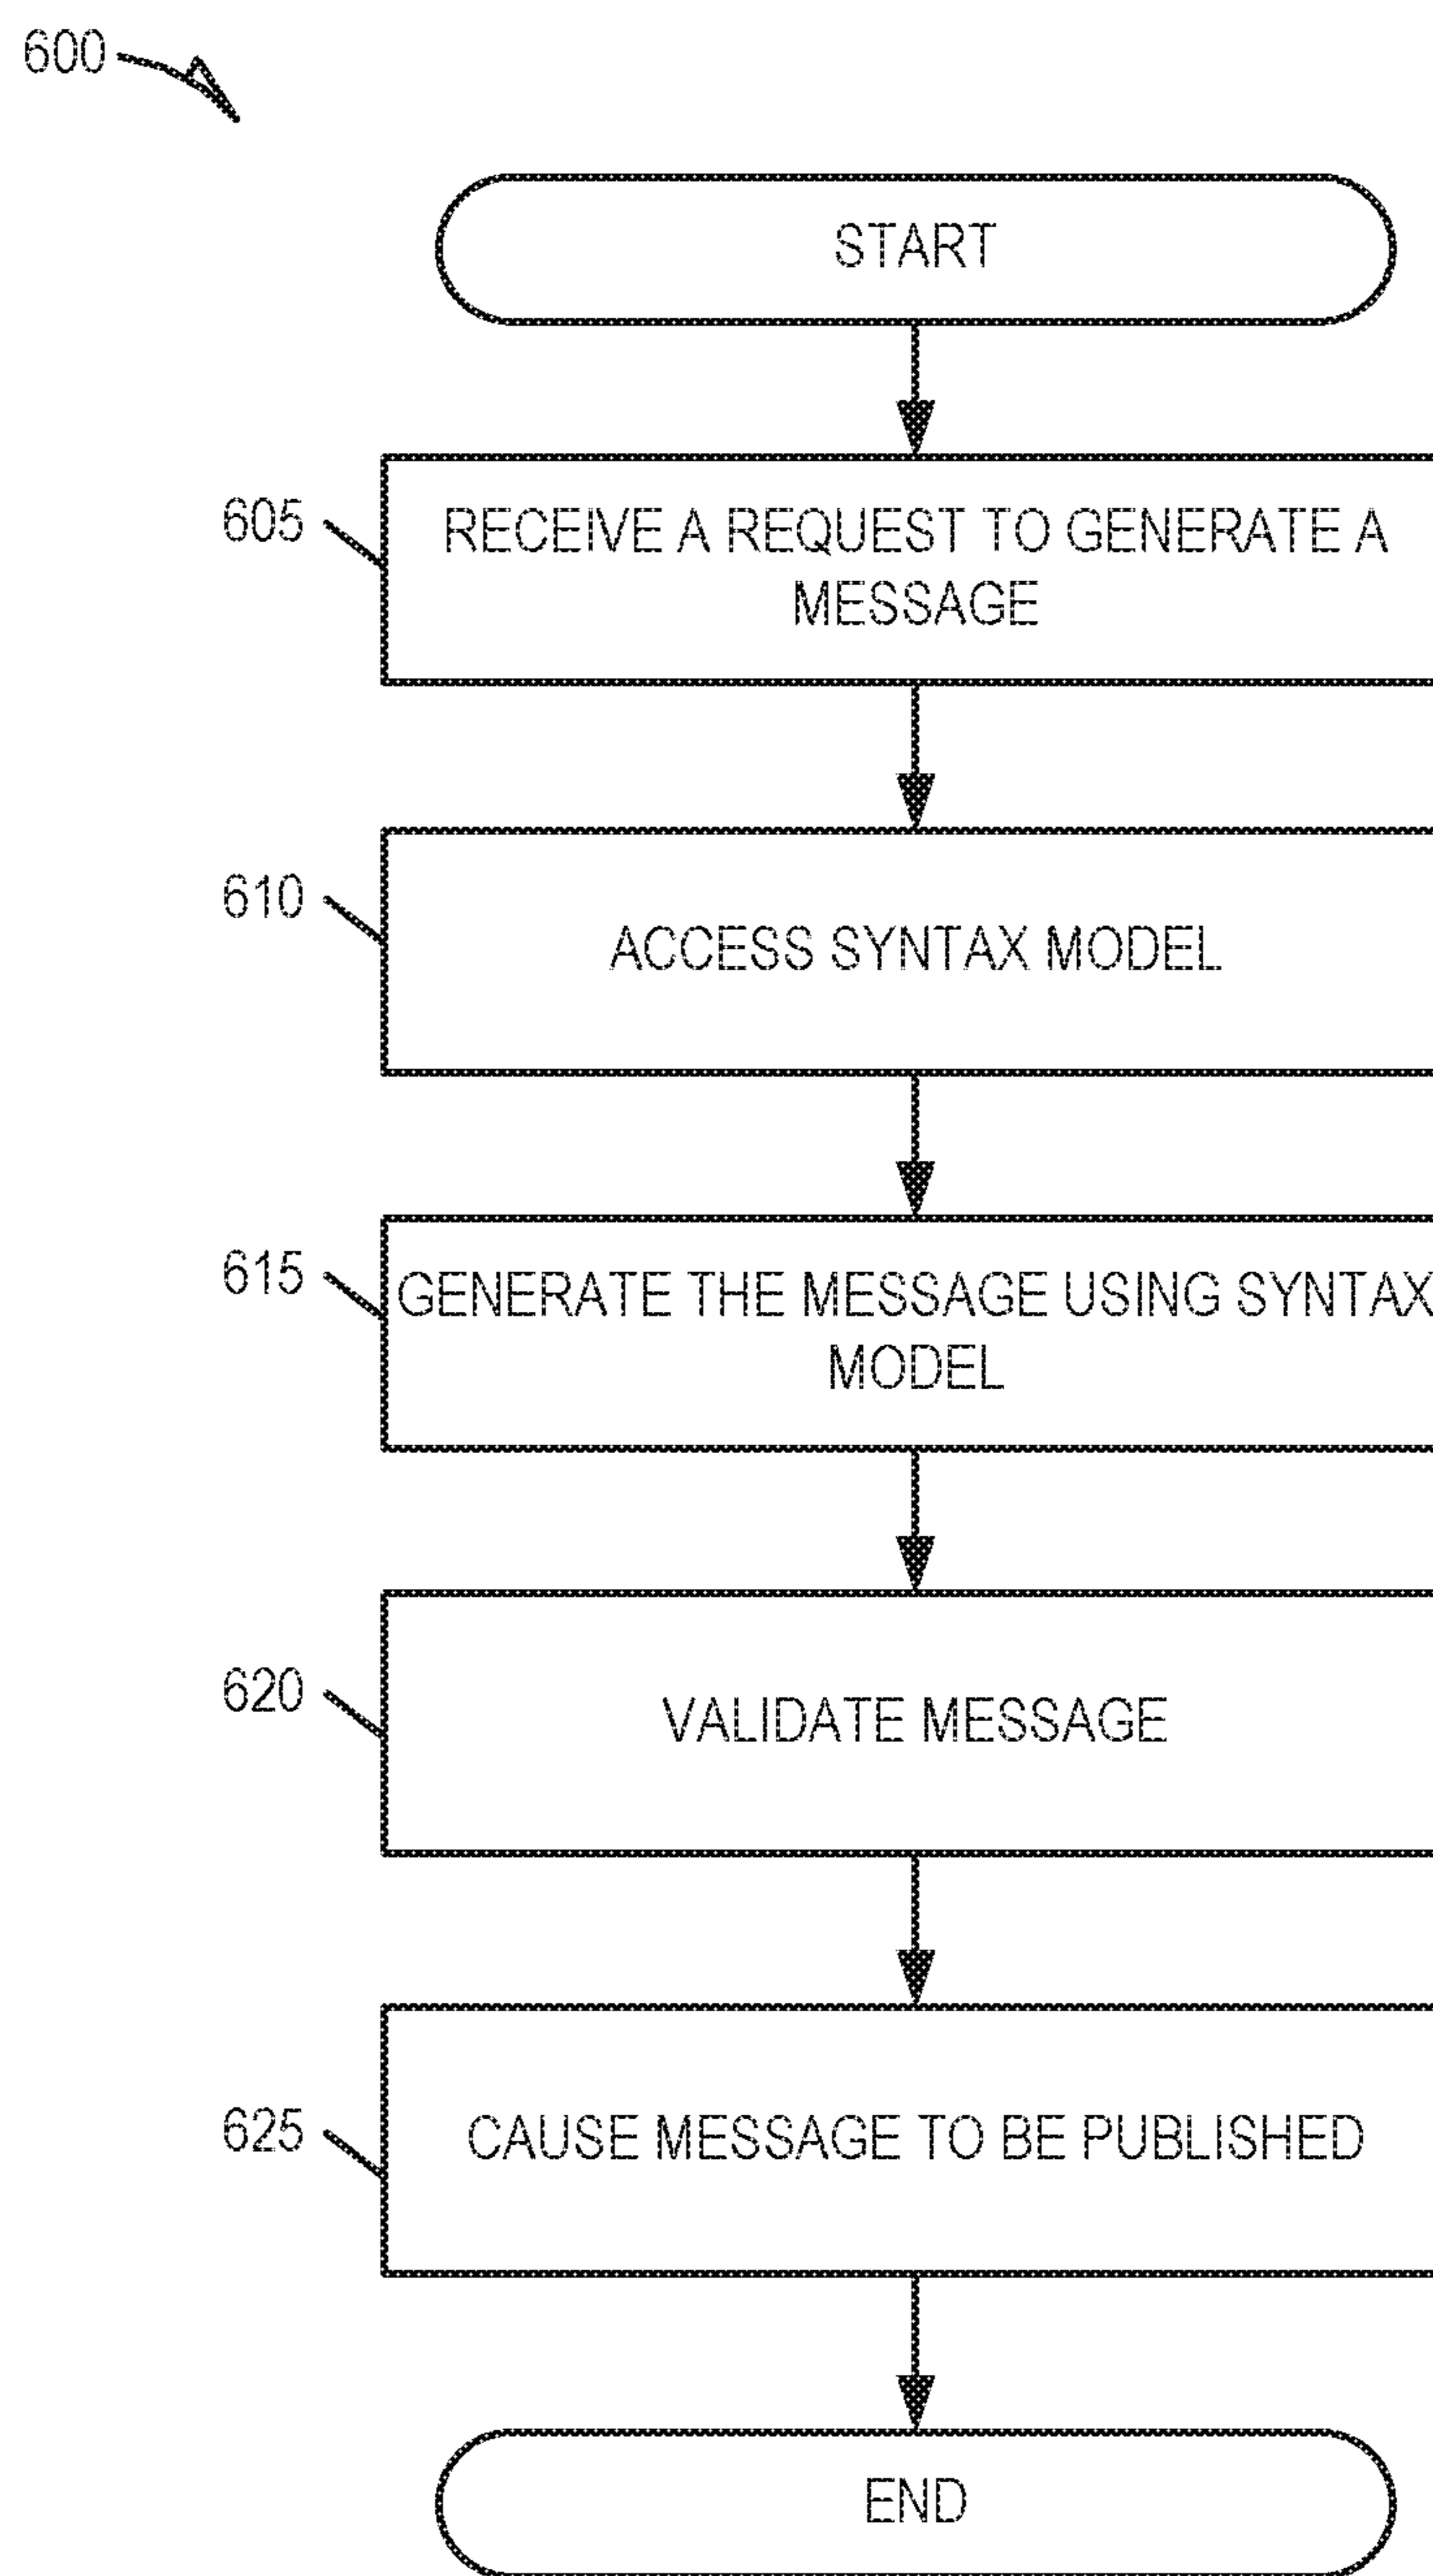 600
START
605
RECEIVE A REQUEST TO GENERATE A
MESSAGE
610
ACCESS SYNTAX MODEL
615
GENERATE THE MESSAGE USING SYNTAX
MODEL
620
VALIDATE MESSAGE
625
CAUSE MESSAGE TO BE PUBLISHED
END